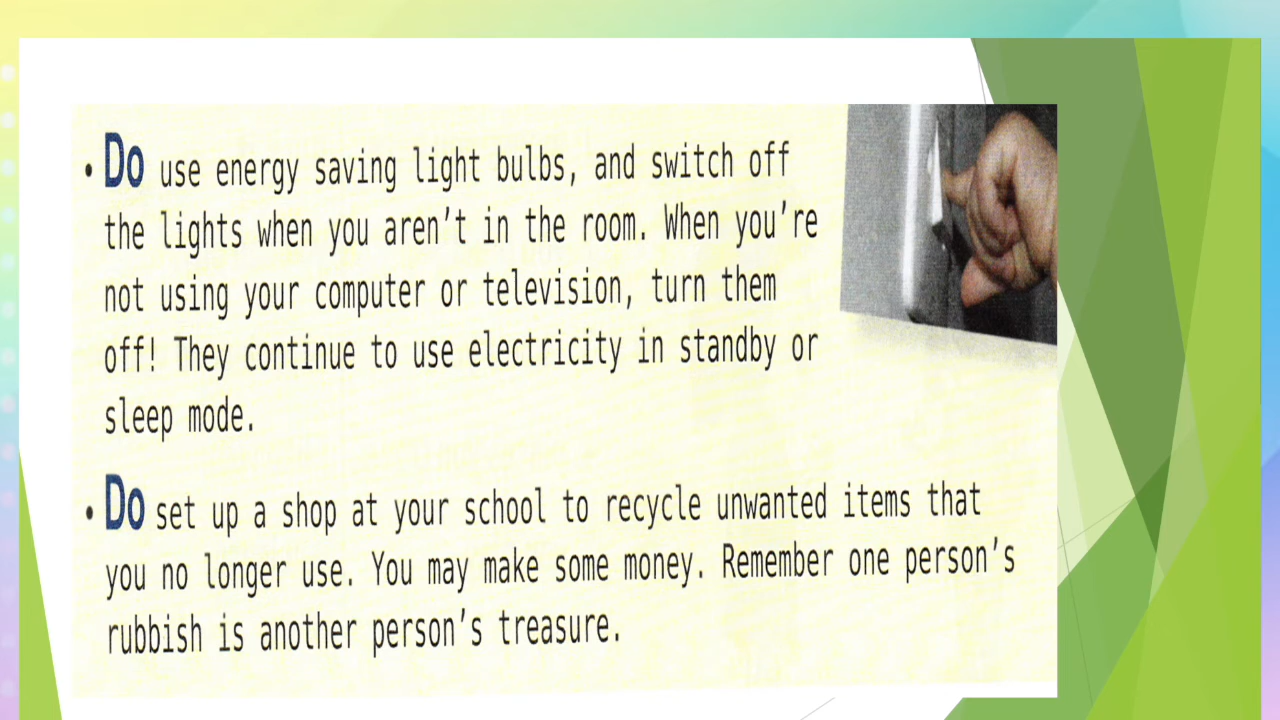 • Do use energy saving light bulbs, and switch off
the lights when you aren't in the room. When you're
not using your computer or television, turn them
off! They continue to use electricity in standby or
sleep mode.
• Do set up a shop at your school to recycle unwanted items that
you no longer use. You may make some money. Remember one person's
rubbish is another person's treasure.